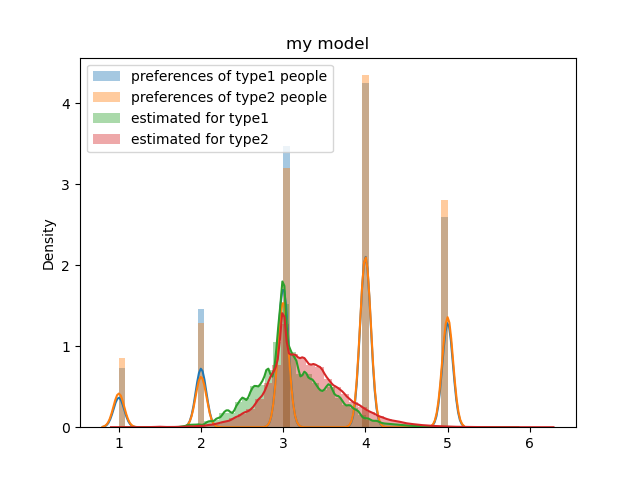 my model
preferences of type1 people
preferences of type2 people
estimated for type1
estimated for type2
Density
4
3
2
1
0
1 2 3 4 5 6